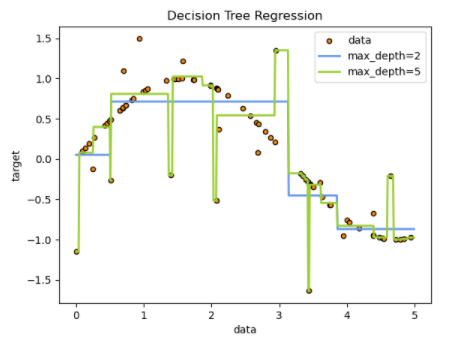 Decision Tree Regression
data
max_depth=2
max_depth=5
target
1.5
1.0
0.5
0.0
−0.5
−1.0
−1.5
0 1 2 3 4 5
data